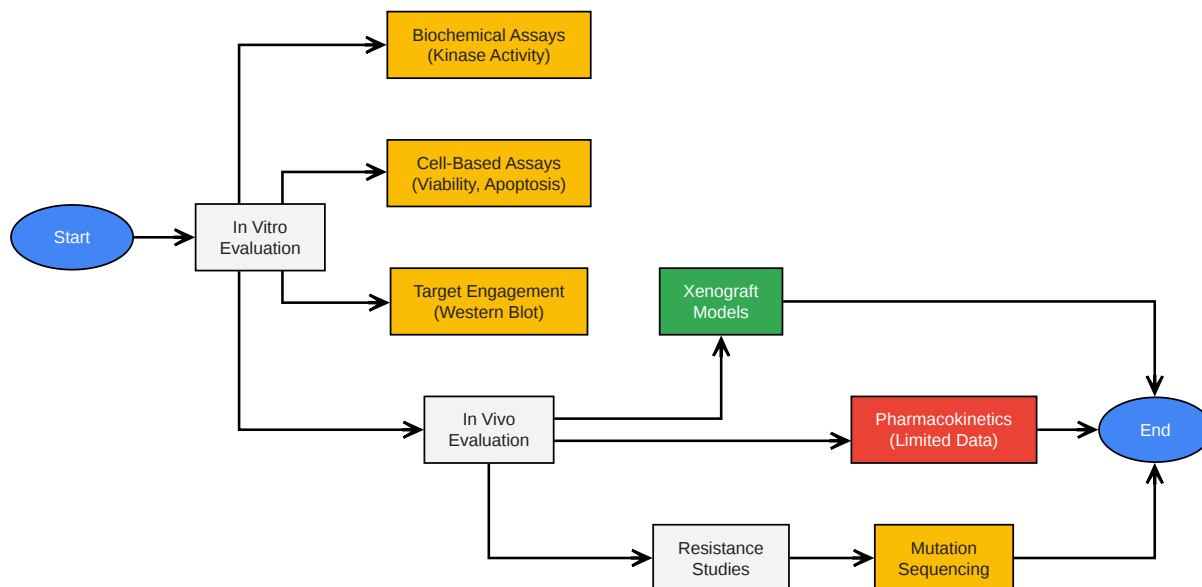 Biochemical Assays
(Kinase Activity)
Cell-Based Assays
(Viability, Apoptosis)
Start
In Vitro
Evaluation
Target Engagement
(Western Blot)
Xenograft
Models
In Vivo
Evaluation
Pharmacokinetics
(Limited Data)
End
Resistance
Studies
Mutation
Sequencing